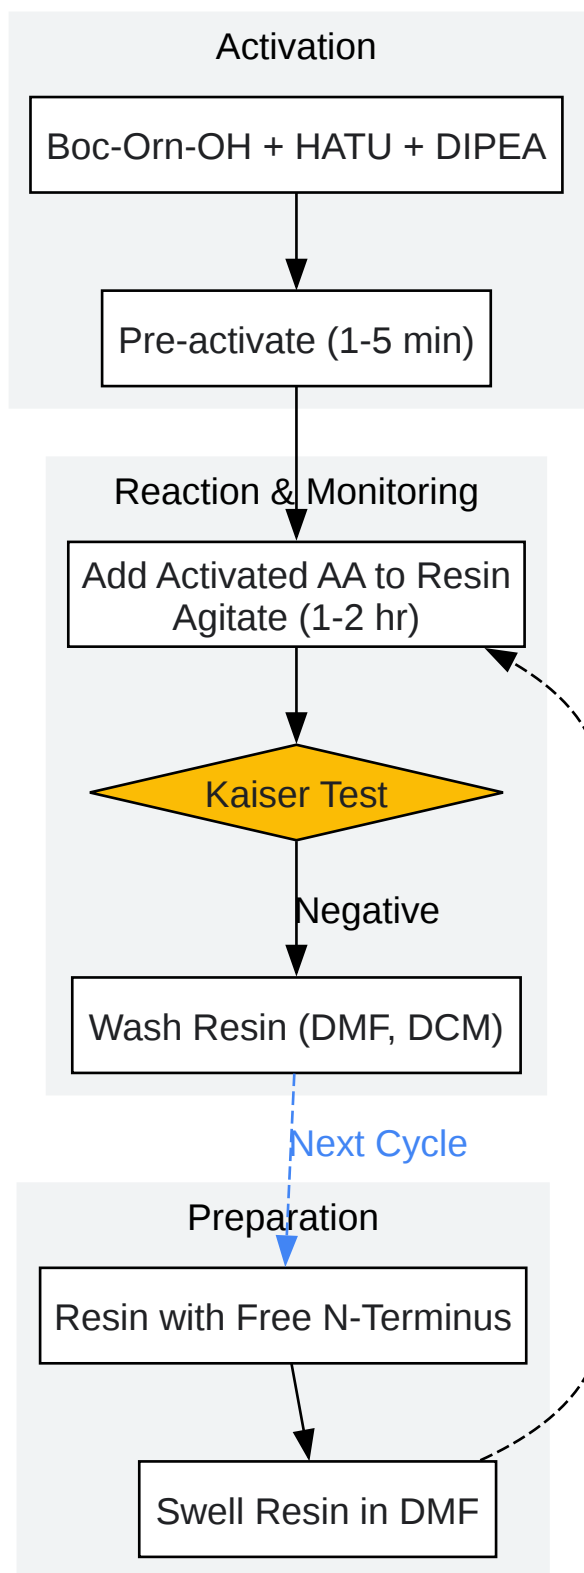 Activation
Boc-Orn-OH + HATU + DIPEA
Pre-activate (1-5 min)
Reaction & Monitoring
Add Activated AA to Resin
Agitate (1-2 hr)
Kaiser Test
Negative
Wash Resin (DMF, DCM)
Next Cycle
Preparation
Resin with Free N-Terminus
Swell Resin in DMF